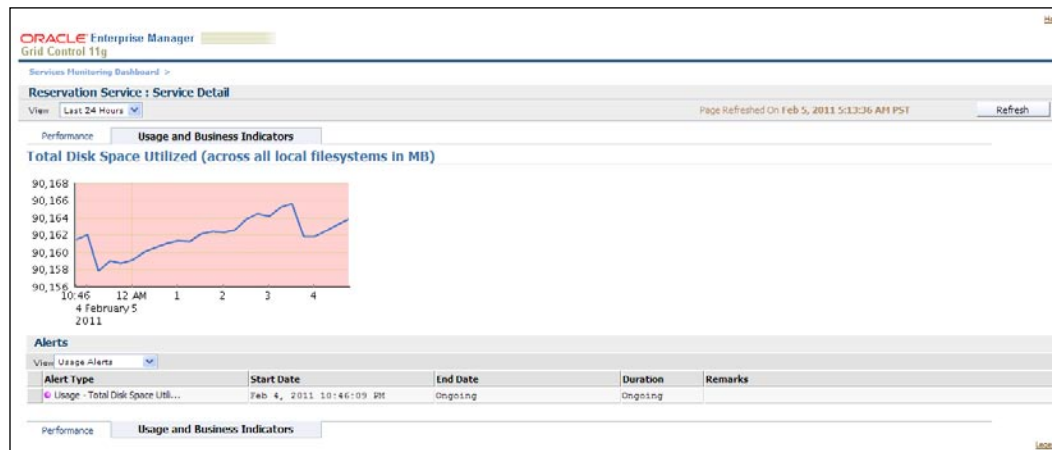 ORACLE Enterprise Manager
Grid Control 11g
Services Monitoring Dashboard >
Reservation Service : Service Detail
View Last 24 Hours Page Refreshed On Feb 5, 2011 5:13:36 AM PST Refresh
Performance Usage and Business Indicators
Total Disk Space Utilized (across all local filesystems in MB)
90,168
90,166
90,164
90,162
90,160
90,158
90,156
10:46 12 AM 1 2 3 4
4 February 5
2011
Alerts
View Usage Alerts
Alert Type Start Date End Date Duration Remarks
Usage - Total Disk Space Utili... Feb 4, 2011 10:46:09 PM Ongoing Ongoing
Performance Usage and Business Indicators